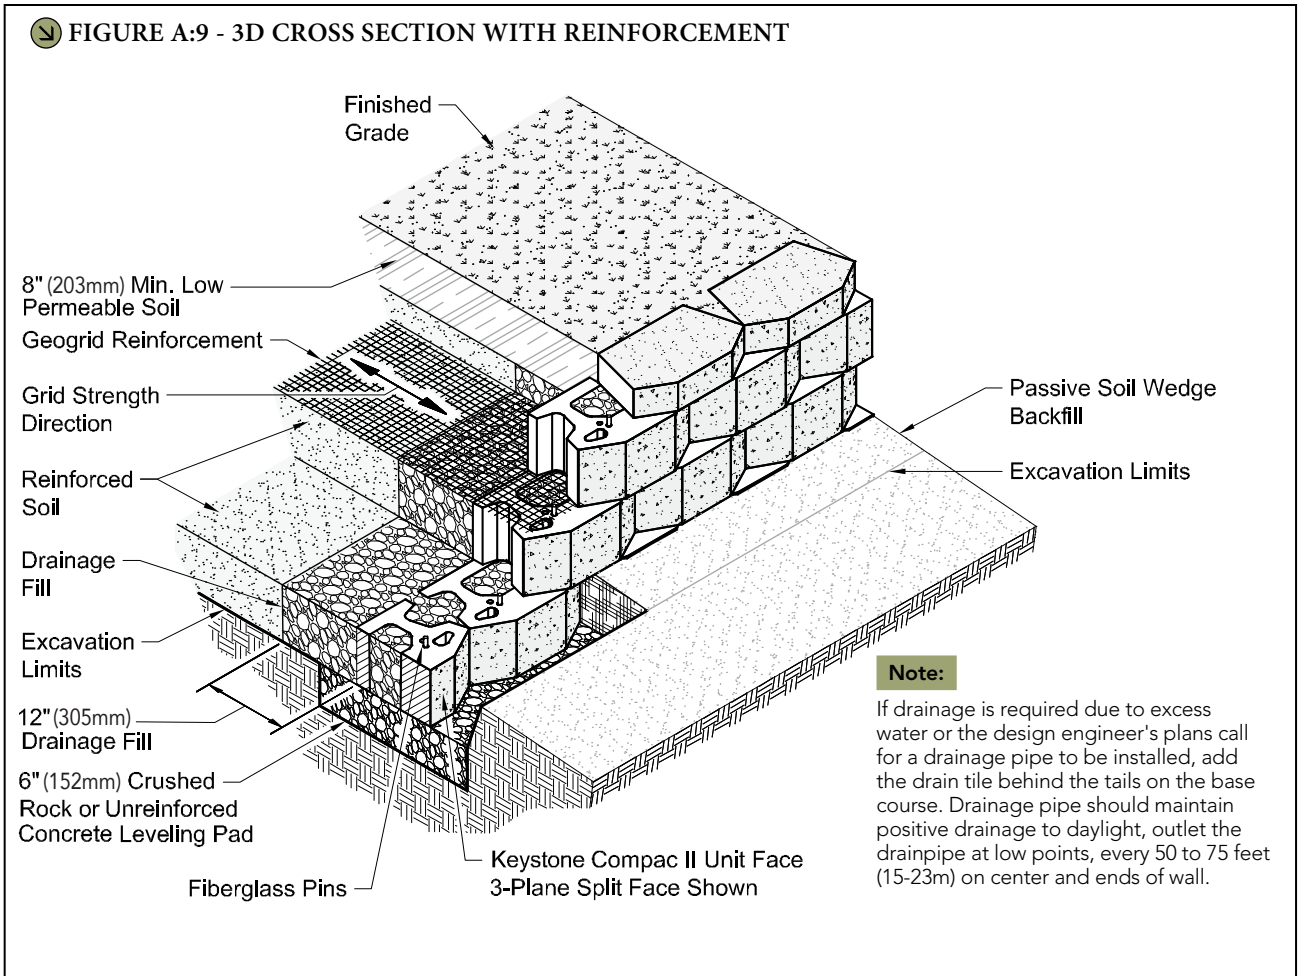 FIGURE A:9 - 3D CROSS SECTION WITH REINFORCEMENT
Finished
Grade
8" (203mm) Min. Low
Permeable Soil
Geogrid Reinforcement
Grid Strength
Direction
Reinforced
Soil
Drainage
Fill
Excavation
Limits
12" (305mm)
Drainage Fill
6" (152mm) Crushed
Rock or Unreinforced
Concrete Leveling Pad
Fiberglass Pins
Keystone Compac II Unit Face
3-Plane Split Face Shown
Passive Soil Wedge
Backfill
Excavation Limits
Note:
If drainage is required due to excess
water or the design engineer's plans call
for a drainage pipe to be installed, add
the drain tile behind the tails on the base
course. Drainage pipe should maintain
positive drainage to daylight, outlet the
drainpipe at low points, every 50 to 75 feet
(15-23m) on center and ends of wall.